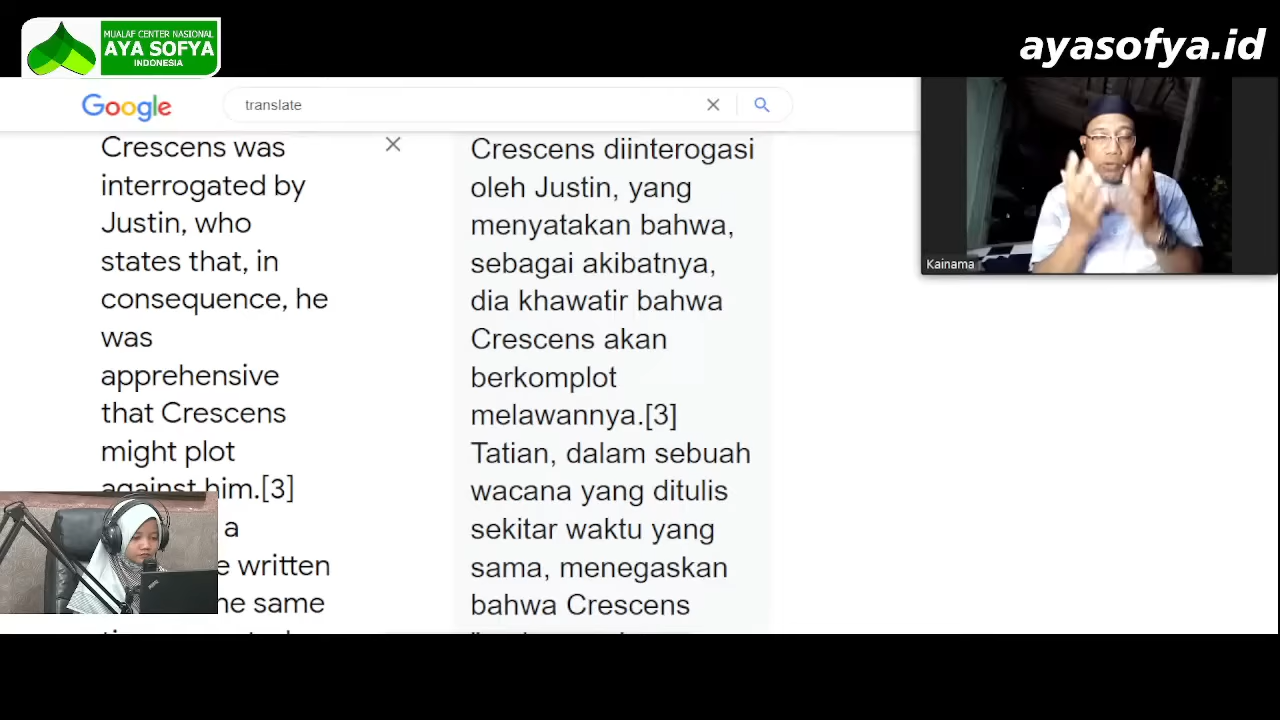 MUALAF CENTER NASIONAL
AYA SOFYA
INDONESIA
ayasofya.id
Google
translate
Crescens was
interrogated by
Justin, who
states that, in
consequence, he
was
apprehensive
that Crescens
might plot
against him.[3]
a
written
same
Crescens diinterogasi
oleh Justin, yang
menyatakan bahwa,
sebagai akibatnya,
dia khawatir bahwa
Crescens akan
berkomplot
melawannya.[3]
Tatian, dalam sebuah
wacana yang ditulis
sekitar waktu yang
sama, menegaskan
bahwa Crescens
Kainama